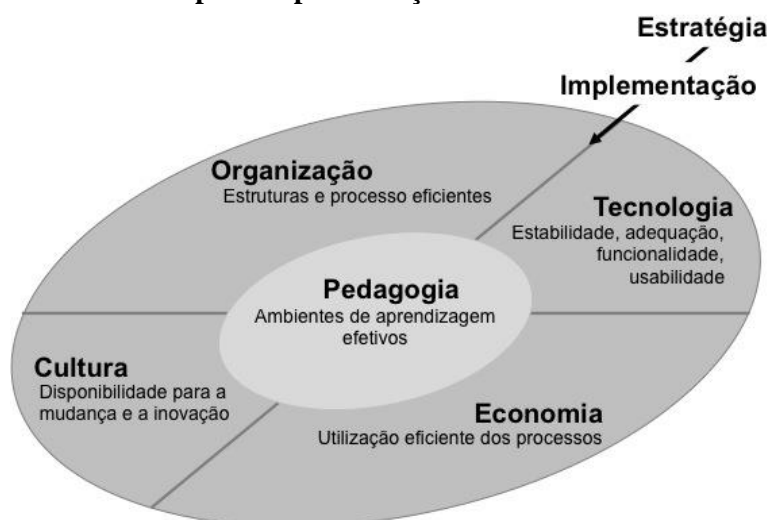 Estratégia
Implementação
Organização
Estruturas e processo eficientes
Tecnologia
Estabilidade, adequação,
funcionalidade,
usabilidade
Pedagogia
Ambientes de aprendizagem
efetivos
Cultura
Disponibilidade para a
mudança e a inovação
Economia
Utilização eficiente dos processos